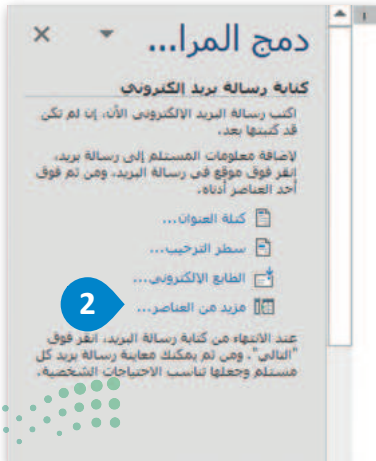 دمج المرا...
كتابة رسالة بريد إلكتروني
اكتب رسالة البريد الإلكتروني الآن، إن لم تكن
قد كتبتها بعد.
لإضافة معلومات المستلم إلى رسالة بريد،
انقر فوق موقع في رسالة البريد، ومن ثم فوق
أحد العناصر أدناه.
كتلة العنوان...
سطر الترحيب...
الطابع الإلكتروني...
مزيد من العناصر...
2
عند الانتهاء من كتابة رسالة البريد، انقر فوق
"التالي". ومن ثم يمكنك معاينة رسالة بريد كل
مستلم وجعلها تناسب الاحتياجات الشخصية.